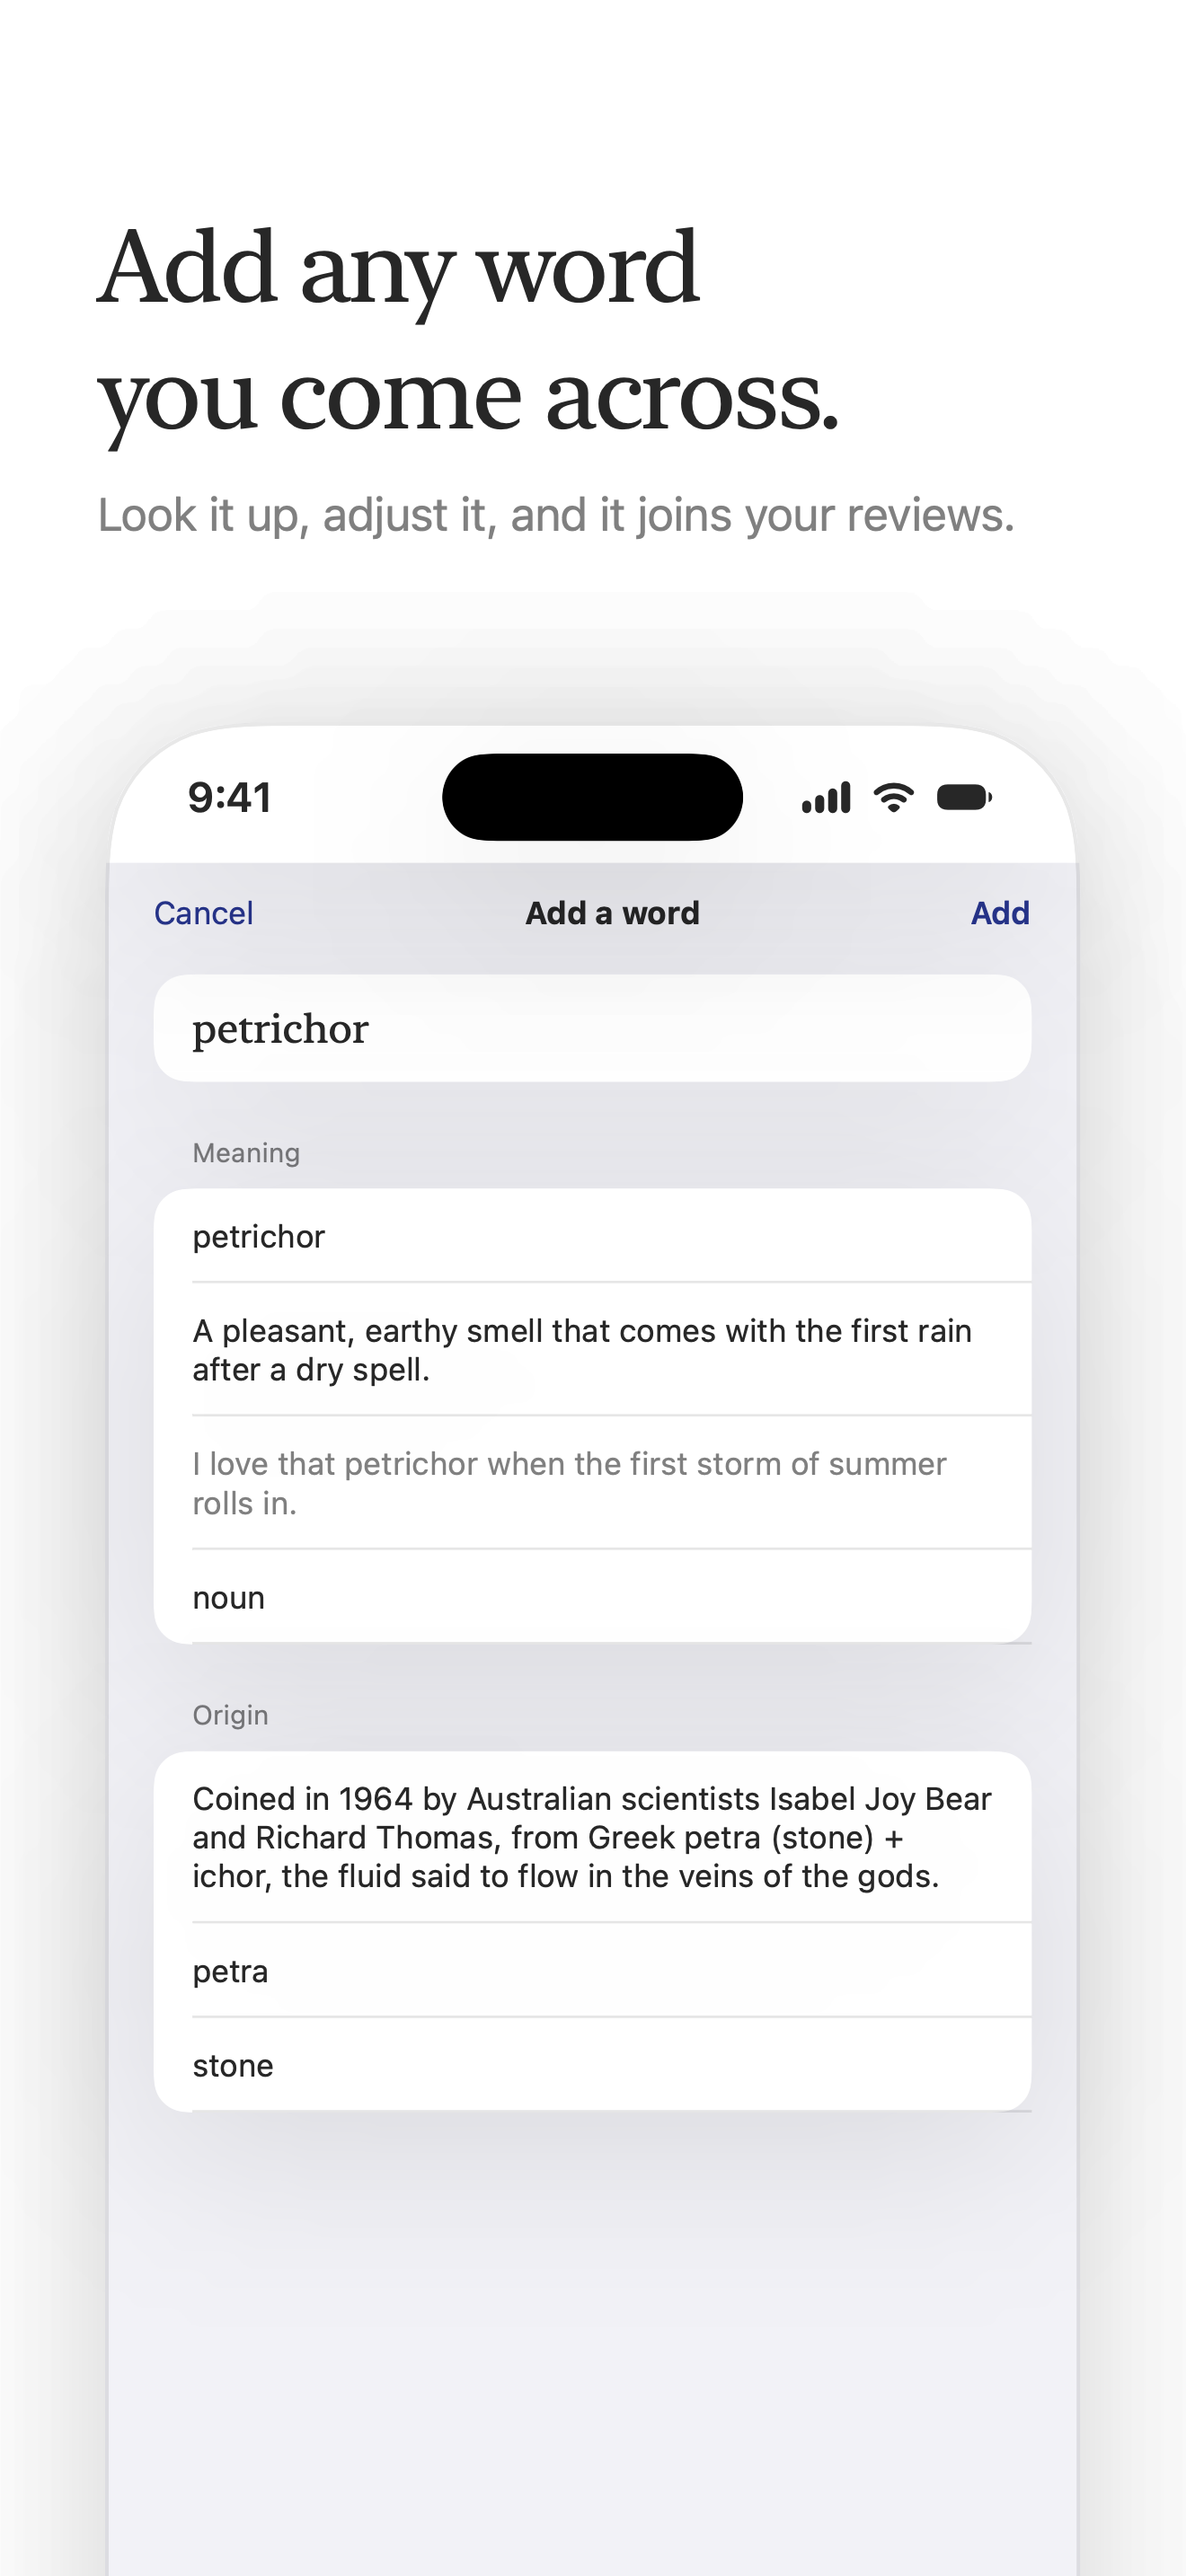 Add any word
you come across.
Look it up, adjust it, and it joins your reviews.
9:41
Cancel
Add a word
Add
petrichor
Meaning
petrichor
A pleasant, earthy smell that comes with the first rain
after a dry spell.
I love that petrichor when the first storm of summer
rolls in.
noun
Origin
Coined in 1964 by Australian scientists Isabel Joy Bear
and Richard Thomas, from Greek petra (stone) +
ichor, the fluid said to flow in the veins of the gods.
petra
stone